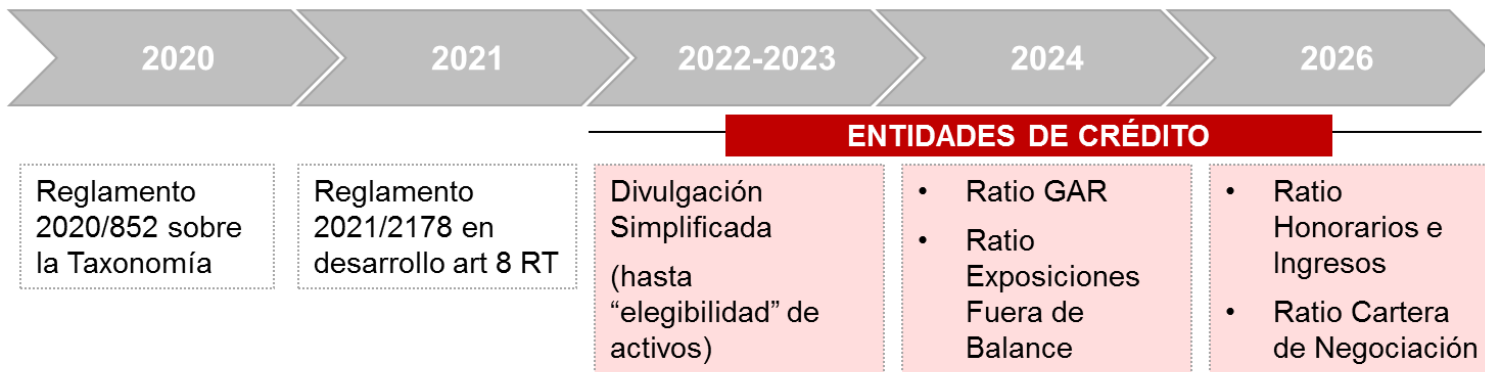 2020
2021
2022-2023
2024
2026
ENTIDADES DE CRÉDITO
Reglamento
2020/852 sobre
la Taxonomía
Reglamento
2021/2178 en
desarrollo art 8 RT
Divulgación
Simplificada
(hasta
“elegibilidad” de
activos)
• Ratio GAR
• Ratio
Exposiciones
Fuera de
Balance
• Ratio
Honorarios e
Ingresos
• Ratio Cartera
de Negociación